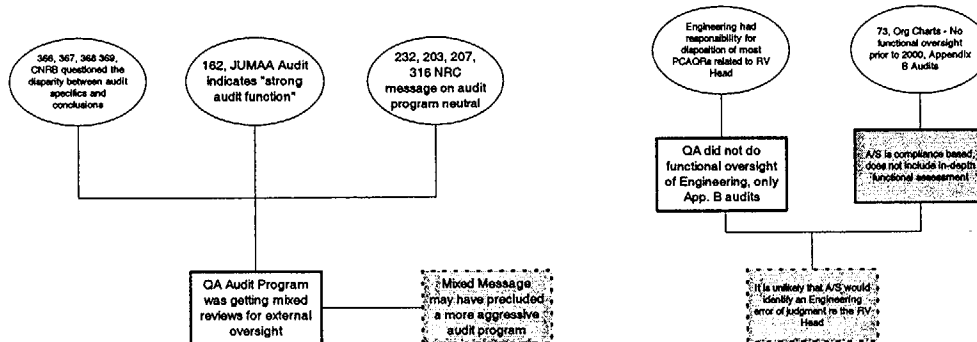 366, 367, 368 369,
CNRB questioned the
disparity between audit
specifics and
conclusions
162, JUMAA Audit
indicates "strong
audit function"
232, 203, 207,
316 NRC
message on audit
program neutral
QA Audit Program
was getting mixed
reviews for external
oversight
Mixed Message
may have precluded
a more aggressive
audit program
Engineering had
responsibility for
disposition of most
PCAQRs related to RV
Head
73, Org Charts - No
functional oversight
prior to 2000, Appendix
B Audits
QA did not do
functional oversight
of Engineering, only
App. B audits
A/S is compliance based,
does not include in-depth
functional assessment
It is unlikely that A/S would
identify an Engineering
error of judgment re the RV
Head